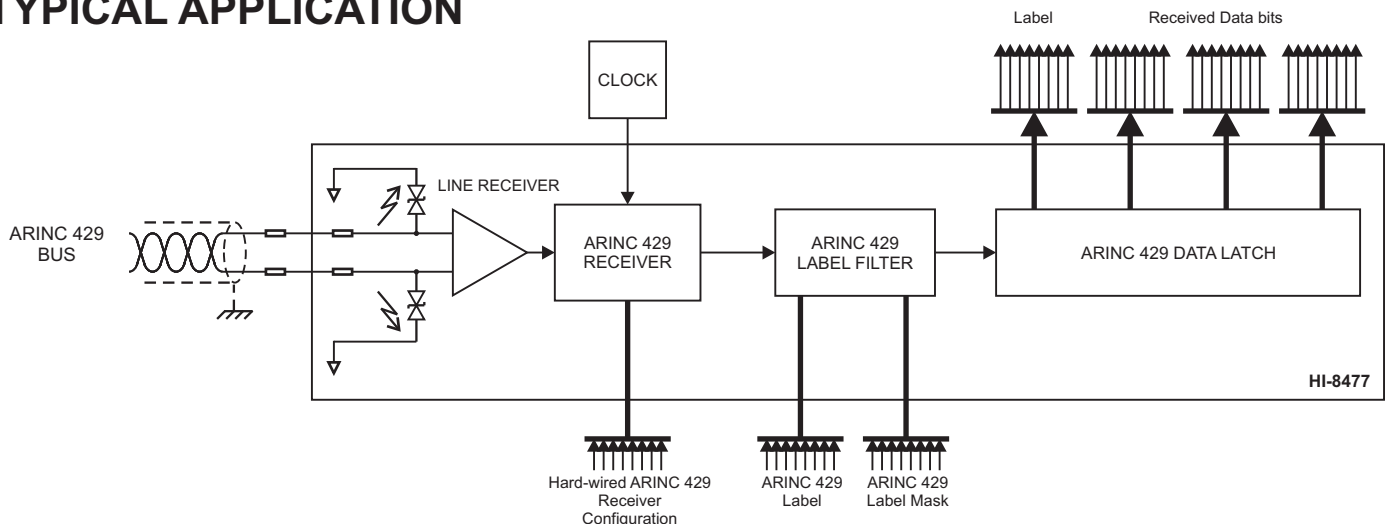 TYPICAL APPLICATION
Label
Received Data bits
CLOCK
LINE RECEIVER
ARINC 429
BUS
ARINC 429
RECEIVER
ARINC 429
LABEL FILTER
ARINC 429 DATA LATCH
HI-8477
Hard-wired ARINC 429
Receiver
Configuration
ARINC 429
Label
ARINC 429
Label Mask